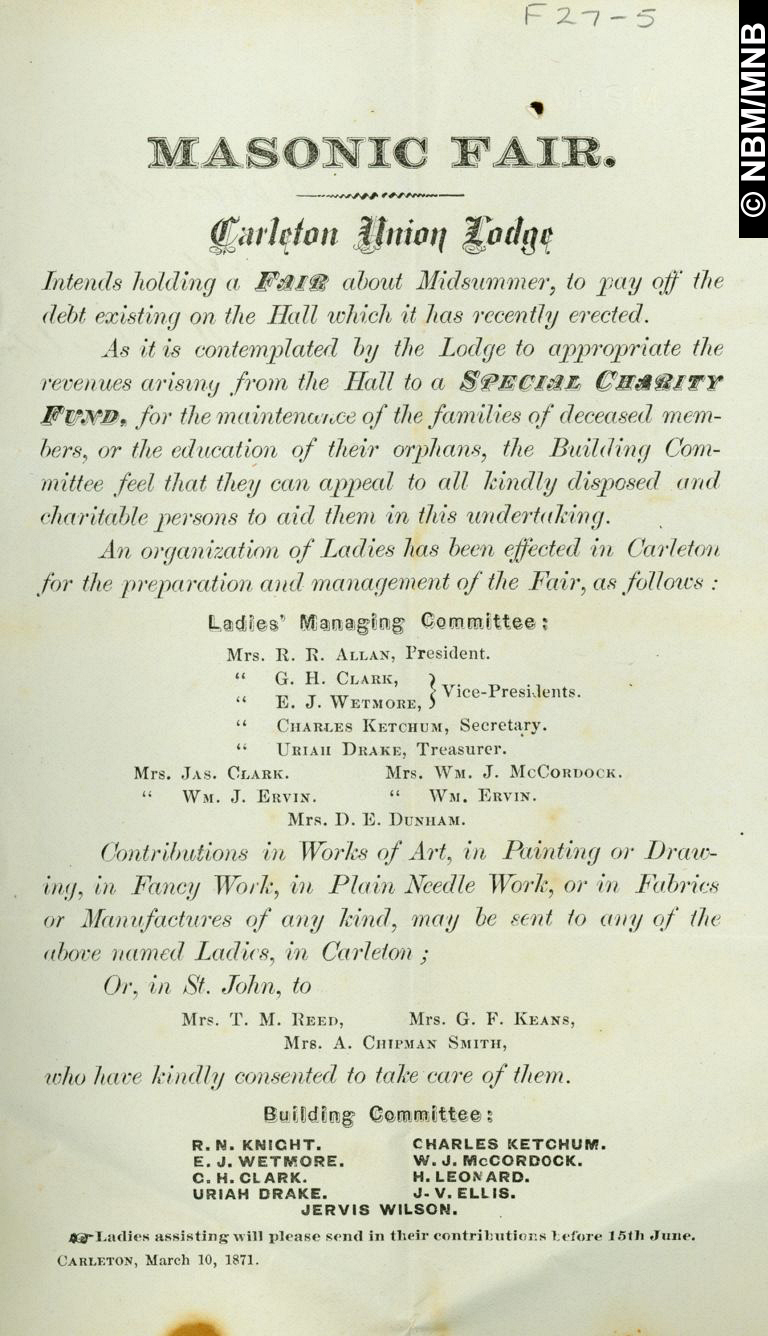 F27-5
© NBM/MNB
MASONIC FAIR.
Carleton Union Lodge
Intends holding a FAIR about Midsummer, to pay off the
debt existing on the Hall which it has recently erected.
As it is contemplated by the Lodge to appropriate the
revenues arising from the Hall to a SPECIAL CHARITY
FUND, for the maintenance of the families of deceased mem-
bers, or the education of their orphans, the Building Com-
mittee feel that they can appeal to all kindly disposed and
charitable persons to aid them in this undertaking.
An organization of Ladies has been effected in Carleton
for the preparation and management of the Fair, as follows :
Ladies' Managing Committee:
Mrs. R. R. ALLAN, President.
“ G. H. CLARK, } Vice-Presidents.
“ E. J. WETMORE,
“ CHARLES KETCHUM, Secretary.
“ URIAH DRAKE, Treasurer.
Mrs. JAS. CLARK. Mrs. WM. J. MCCORDOCK.
“ WM. J. ERVIN. “ WM. ERVIN.
Mrs. D. E. DUNHAM.
Contributions in Works of Art, in Painting or Draw-
ing, in Fancy Work, in Plain Needle Work, or in Fabrics
or Manufactures of any kind, may be sent to any of the
above named Ladies, in Carleton ;
Or, in St. John, to
Mrs. T. M. REED, Mrs. G. F. KEANS,
Mrs. A. CHIPMAN SMITH,
who have kindly consented to take care of them.
Building Committee:
R. N. KNIGHT. CHARLES KETCHUM.
E. J. WETMORE. W. J. McCORDOCK.
C. H. CLARK. H. LEONARD.
URIAH DRAKE. J. V. ELLIS.
JERVIS WILSON.
☞ Ladies assisting will please send in their contributions before 15th June.
CARLETON, March 10, 1871.